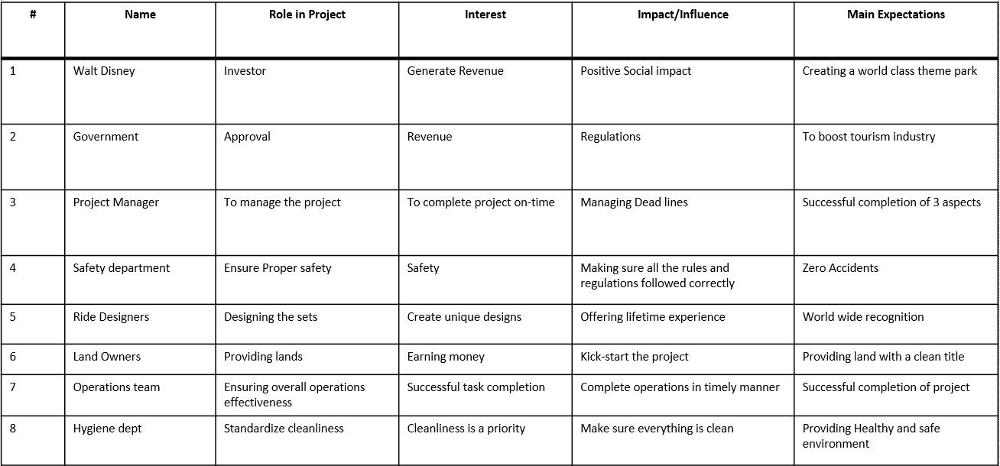 # Name Role in Project Interest Impact/Influence Main Expectations
1 Walt Disney Investor Generate Revenue Positive Social impact Creating a world class theme park
2 Government Approval Revenue Regulations To boost tourism industry
3 Project Manager To manage the project To complete project on-time Managing Dead lines Successful completion of 3 aspects
4 Safety department Ensure Proper safety Safety Making sure all the rules and Zero Accidents
regulations followed correctly
5 Ride Designers Designing the sets Create unique designs Offering lifetime experience World wide recognition
6 Land Owners Providing lands Earning money Kick-start the project Providing land with a clean title
7 Operations team Ensuring overall operations Successful task completion Complete operations in timely manner Successful completion of project
effectiveness
8 Hygiene dept Standardize cleanliness Cleanliness is a priority Make sure everything is clean Providing Healthy and safe
environment